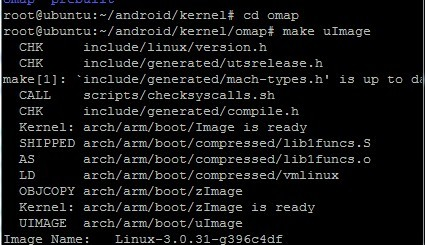 omap prebuilt
root@ubuntu:~/android/kernel# cd omap
root@ubuntu:~/android/kernel/omap# make uImage
CHK include/linux/version.h
CHK include/generated/utsrelease.h
make[1]: `include/generated/mach-types.h' is up to da
CALL scripts/checksyscalls.sh
CHK include/generated/compile.h
Kernel: arch/arm/boot/Image is ready
SHIPPED arch/arm/boot/compressed/lib1funcs.S
AS arch/arm/boot/compressed/lib1funcs.o
LD arch/arm/boot/compressed/vmlinux
OBJCOPY arch/arm/boot/zImage
Kernel: arch/arm/boot/zImage is ready
UIMAGE arch/arm/boot/uImage
Image Name: Linux-3.0.31-g396c4df